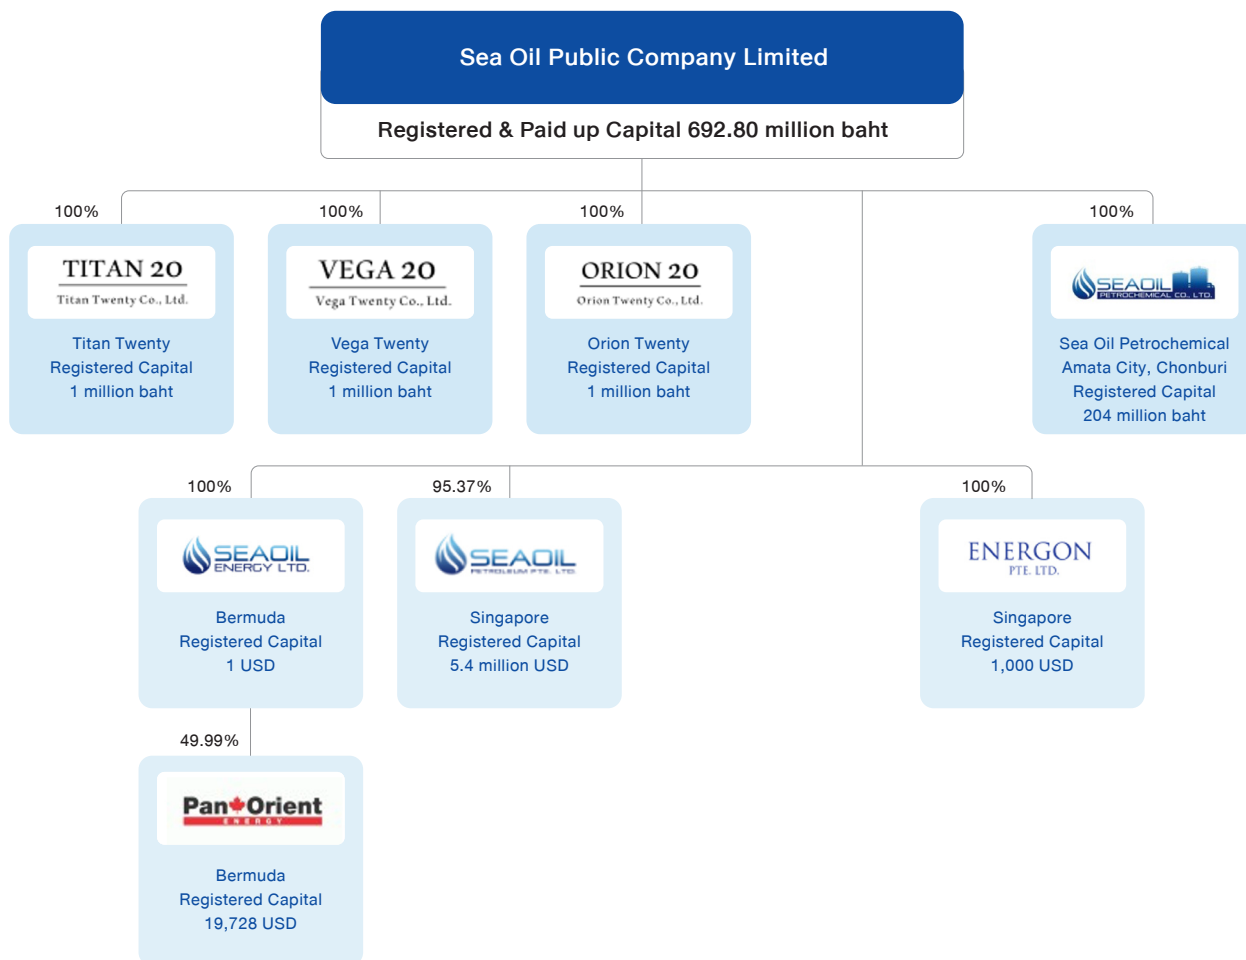 Sea Oil Public Company Limited
Registered & Paid up Capital 692.80 million baht
100%
100%
100%
100%
TITAN 20
Titan Twenty Co., Ltd.
Titan Twenty
Registered Capital
1 million baht
VEGA 20
Vega Twenty Co., Ltd.
Vega Twenty
Registered Capital
1 million baht
ORION 20
Orion Twenty Co., Ltd.
Orion Twenty
Registered Capital
1 million baht
SEAOIL
PETROCHEMICAL CO., LTD.
Sea Oil Petrochemical
Amata City, Chonburi
Registered Capital
204 million baht
100%
95.37%
100%
SEAOIL
ENERGY LTD.
Bermuda
Registered Capital
1 USD
SEAOIL
PETROLEUM PTE. LTD.
Singapore
Registered Capital
5.4 million USD
ENERGON
PTE. LTD.
Singapore
Registered Capital
1,000 USD
49.99%
Pan Orient
ENERGY
Bermuda
Registered Capital
19,728 USD